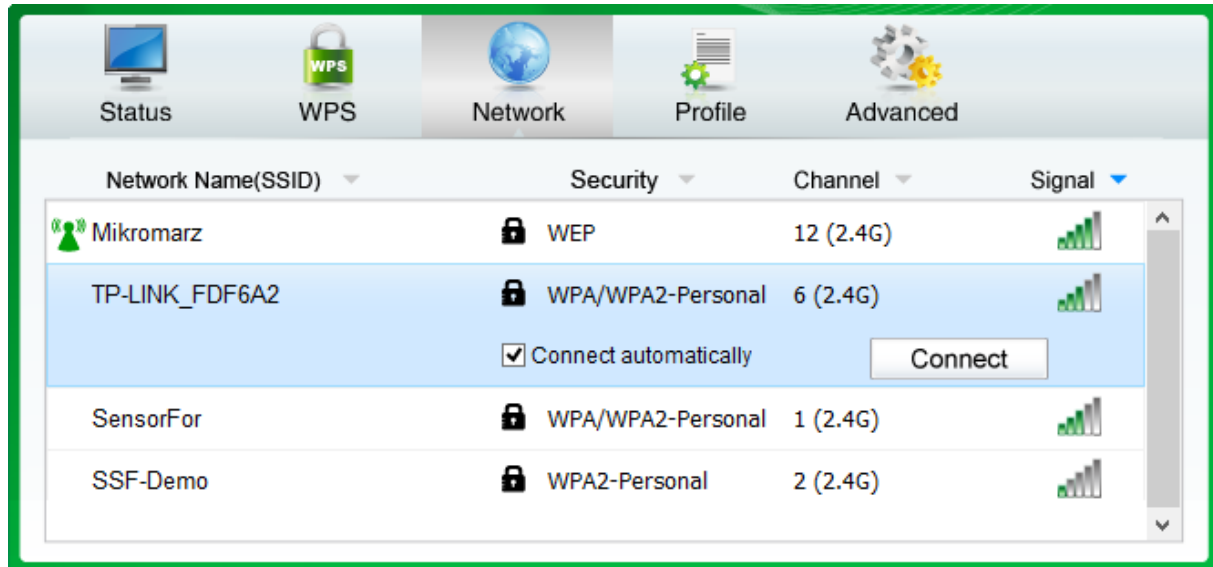 WPS
Status WPS Network Profile Advanced
Network Name(SSID) Security Channel Signal
Mikromarz WEP 12 (2.4G)
TP-LINK_FDF6A2 WPA/WPA2-Personal 6 (2.4G)
Connect automatically Connect
SensorFor WPA/WPA2-Personal 1 (2.4G)
SSF-Demo WPA2-Personal 2 (2.4G)